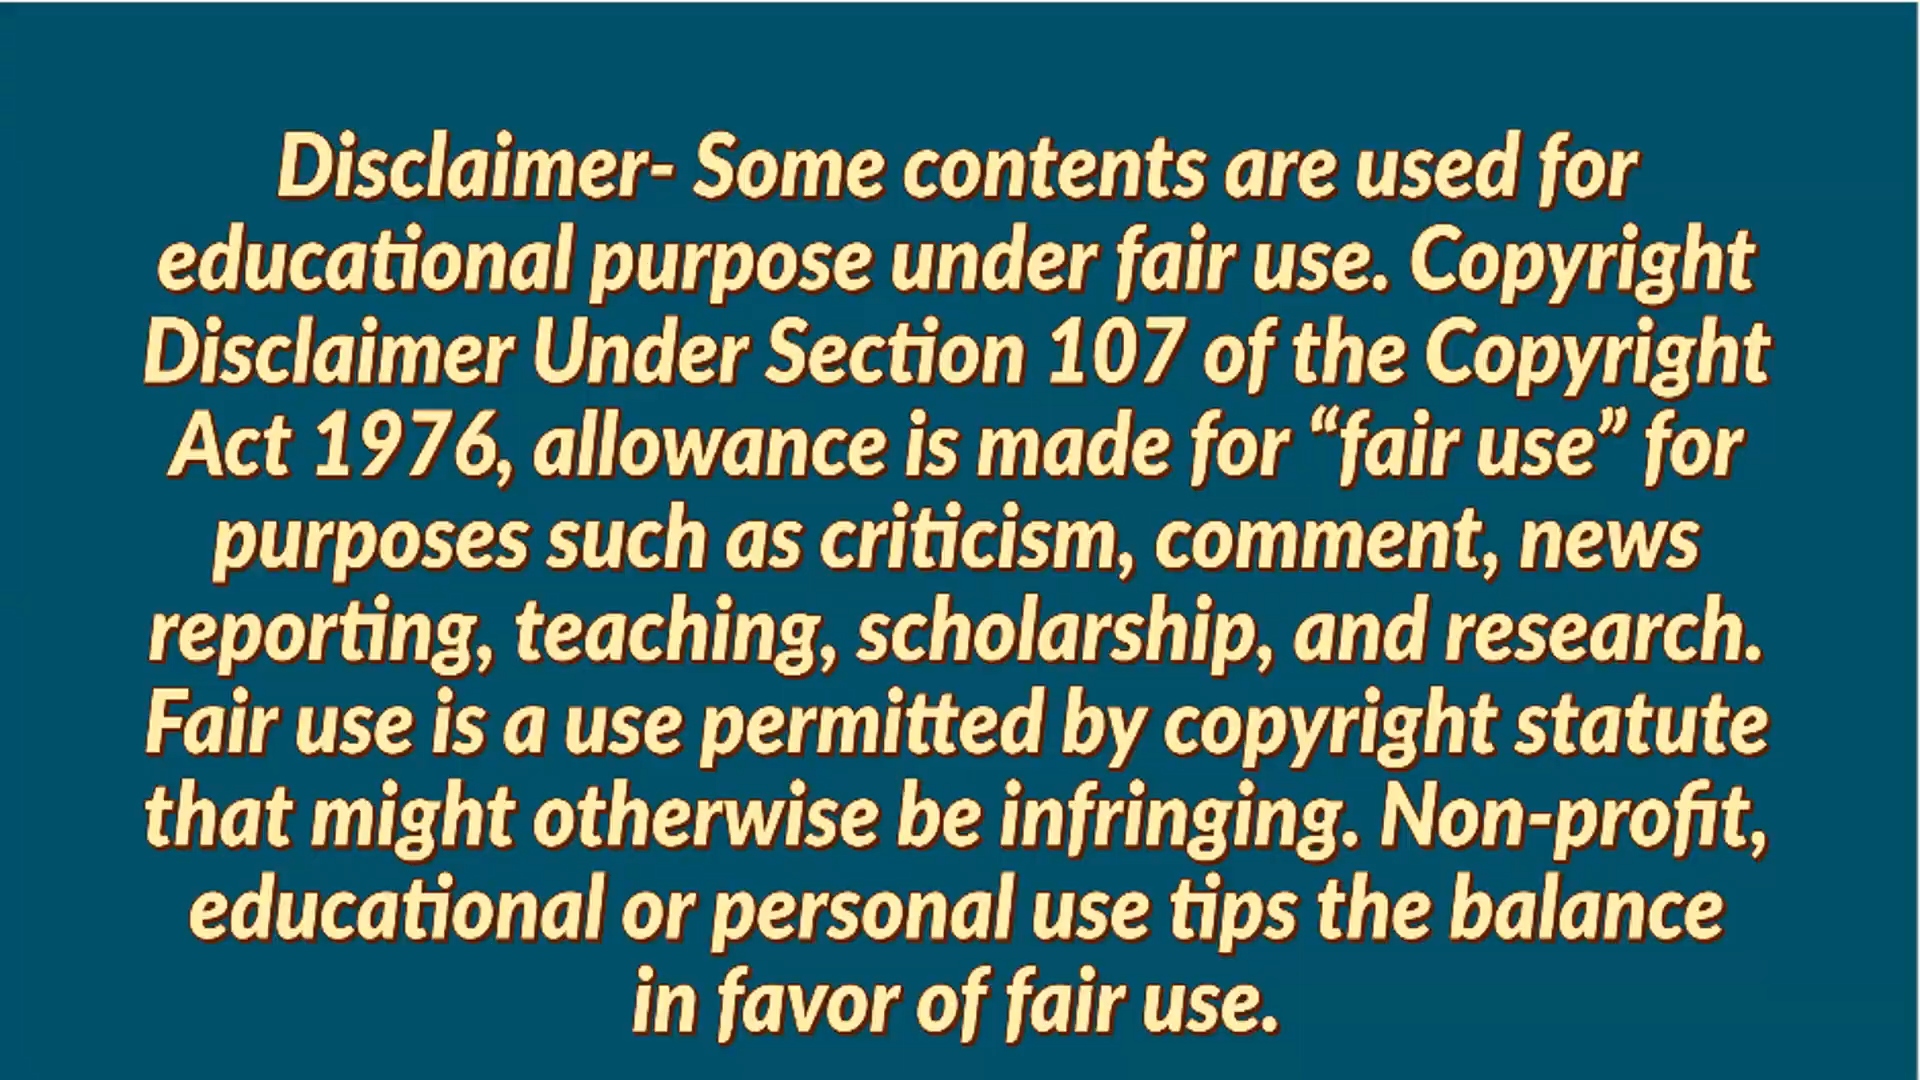 Disclaimer- Some contents are used for
educational purpose under fair use. Copyright
Disclaimer Under Section 107 of the Copyright
Act 1976, allowance is made for “fair use” for
purposes such as criticism, comment, news
reporting, teaching, scholarship, and research.
Fair use is a use permitted by copyright statute
that might otherwise be infringing. Non-profit,
educational or personal use tips the balance
in favor of fair use.